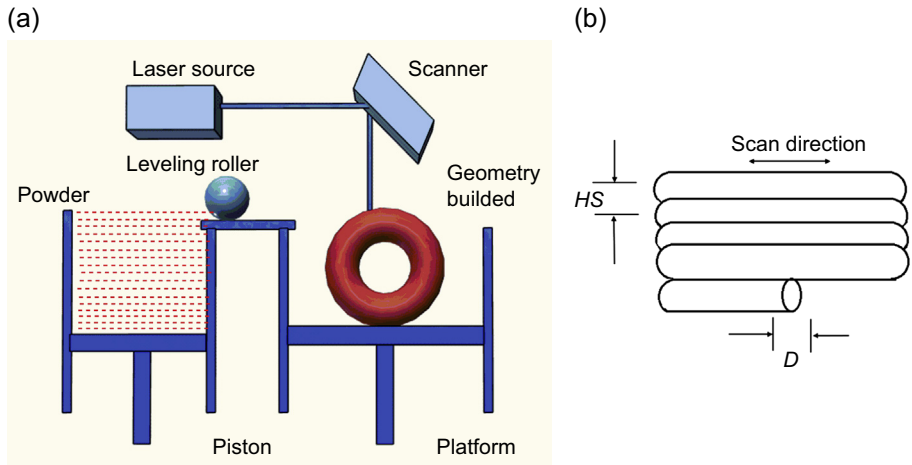 (a)
Laser source
Scanner
Leveling roller
Powder
Geometry
builded
Piston
Platform
(b)
Scan direction
HS
D